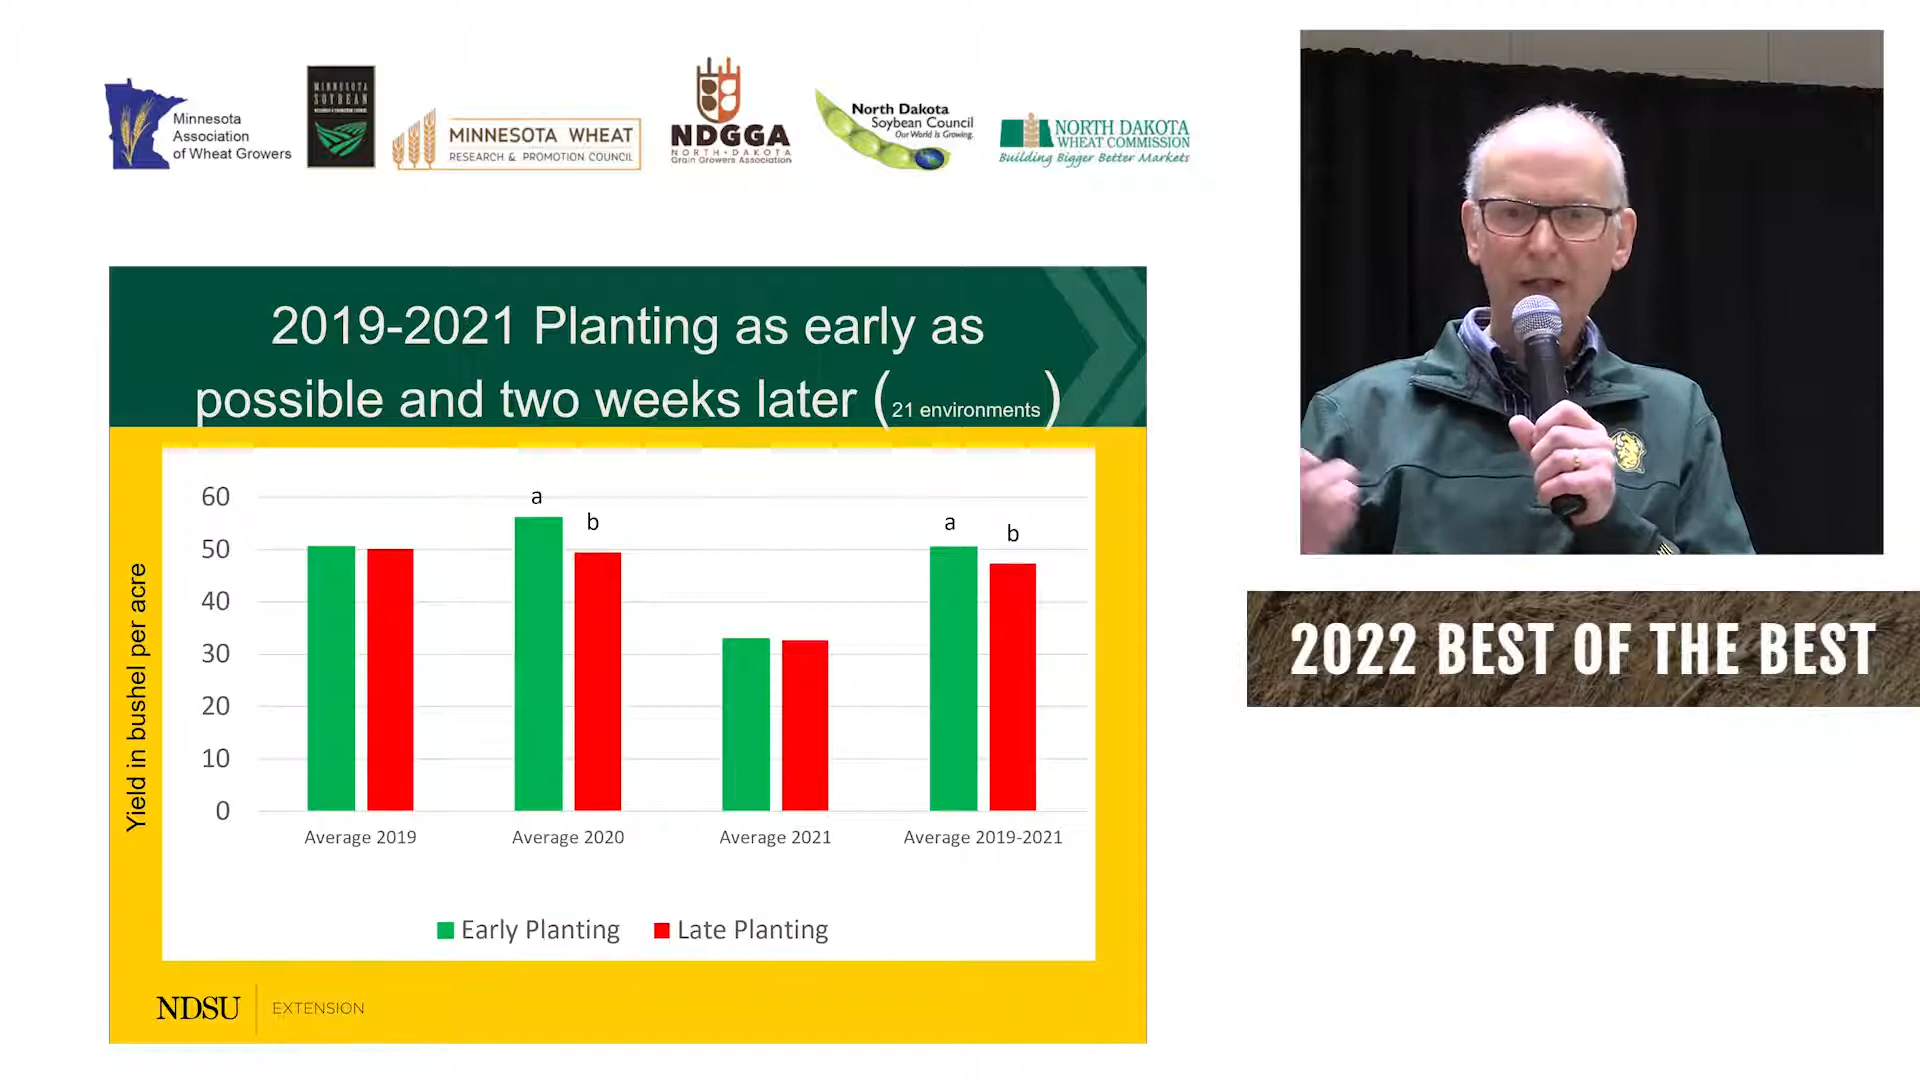 Minnesota
Association
of Wheat Growers
MINNESOTA
SOYBEAN
MINNESOTA WHEAT
RESEARCH & PROMOTION COUNCIL
NDGGA
NORTH • DAKOTA
Grain Growers Association
North Dakota
Soybean Council
Our World Is Growing.
NORTH DAKOTA
WHEAT COMMISSION
Building Bigger Better Markets
2019-2021 Planting as early as
possible and two weeks later (21 environments)
Yield in bushel per acre
60
50
40
30
20
10
0
a
b
a
b
Average 2019
Average 2020
Average 2021
Average 2019-2021
Early Planting
Late Planting
NDSU
EXTENSION
2022 BEST OF THE BEST